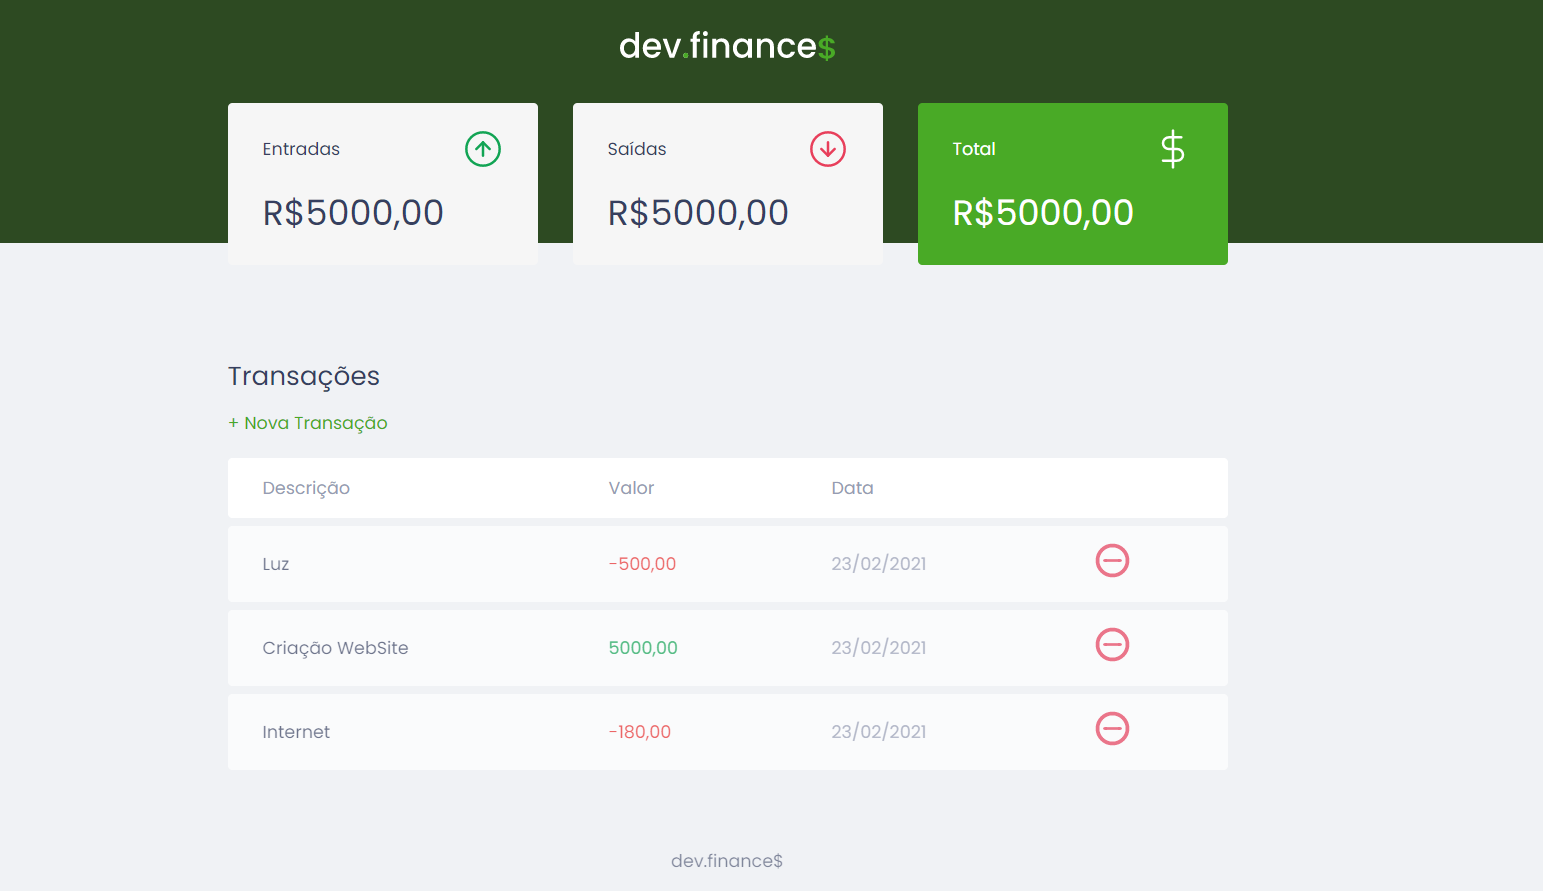 dev.finance$
Entradas
R$5000,00
Saídas
R$5000,00
Total
$
R$5000,00
Transações
+ Nova Transação
Descrição Valor Data
Luz -500,00 23/02/2021
Criação WebSite 5000,00 23/02/2021
Internet -180,00 23/02/2021
dev.finance$